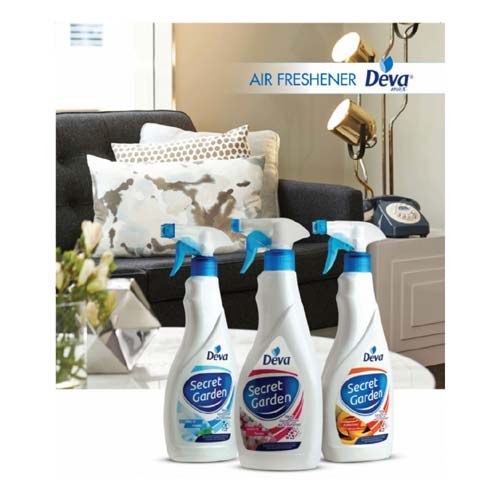 AIR FRESHENER Deva®
Deva
Secret
Garden
Deva
Secret
Garden
Deva
Secret
Garden